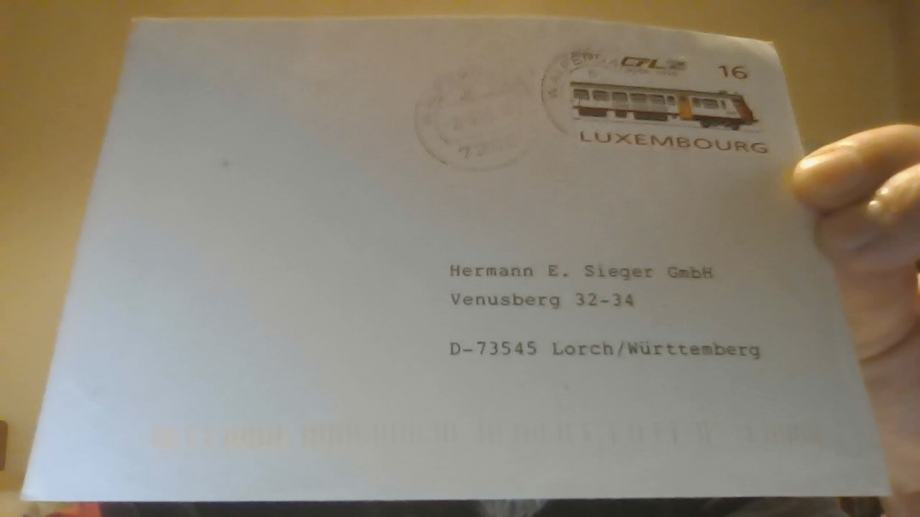 CFL
16
LUXEMBOURG
Hermann E. Sieger GmbH
Venusberg 32-34
D-73545 Lorch/Württemberg